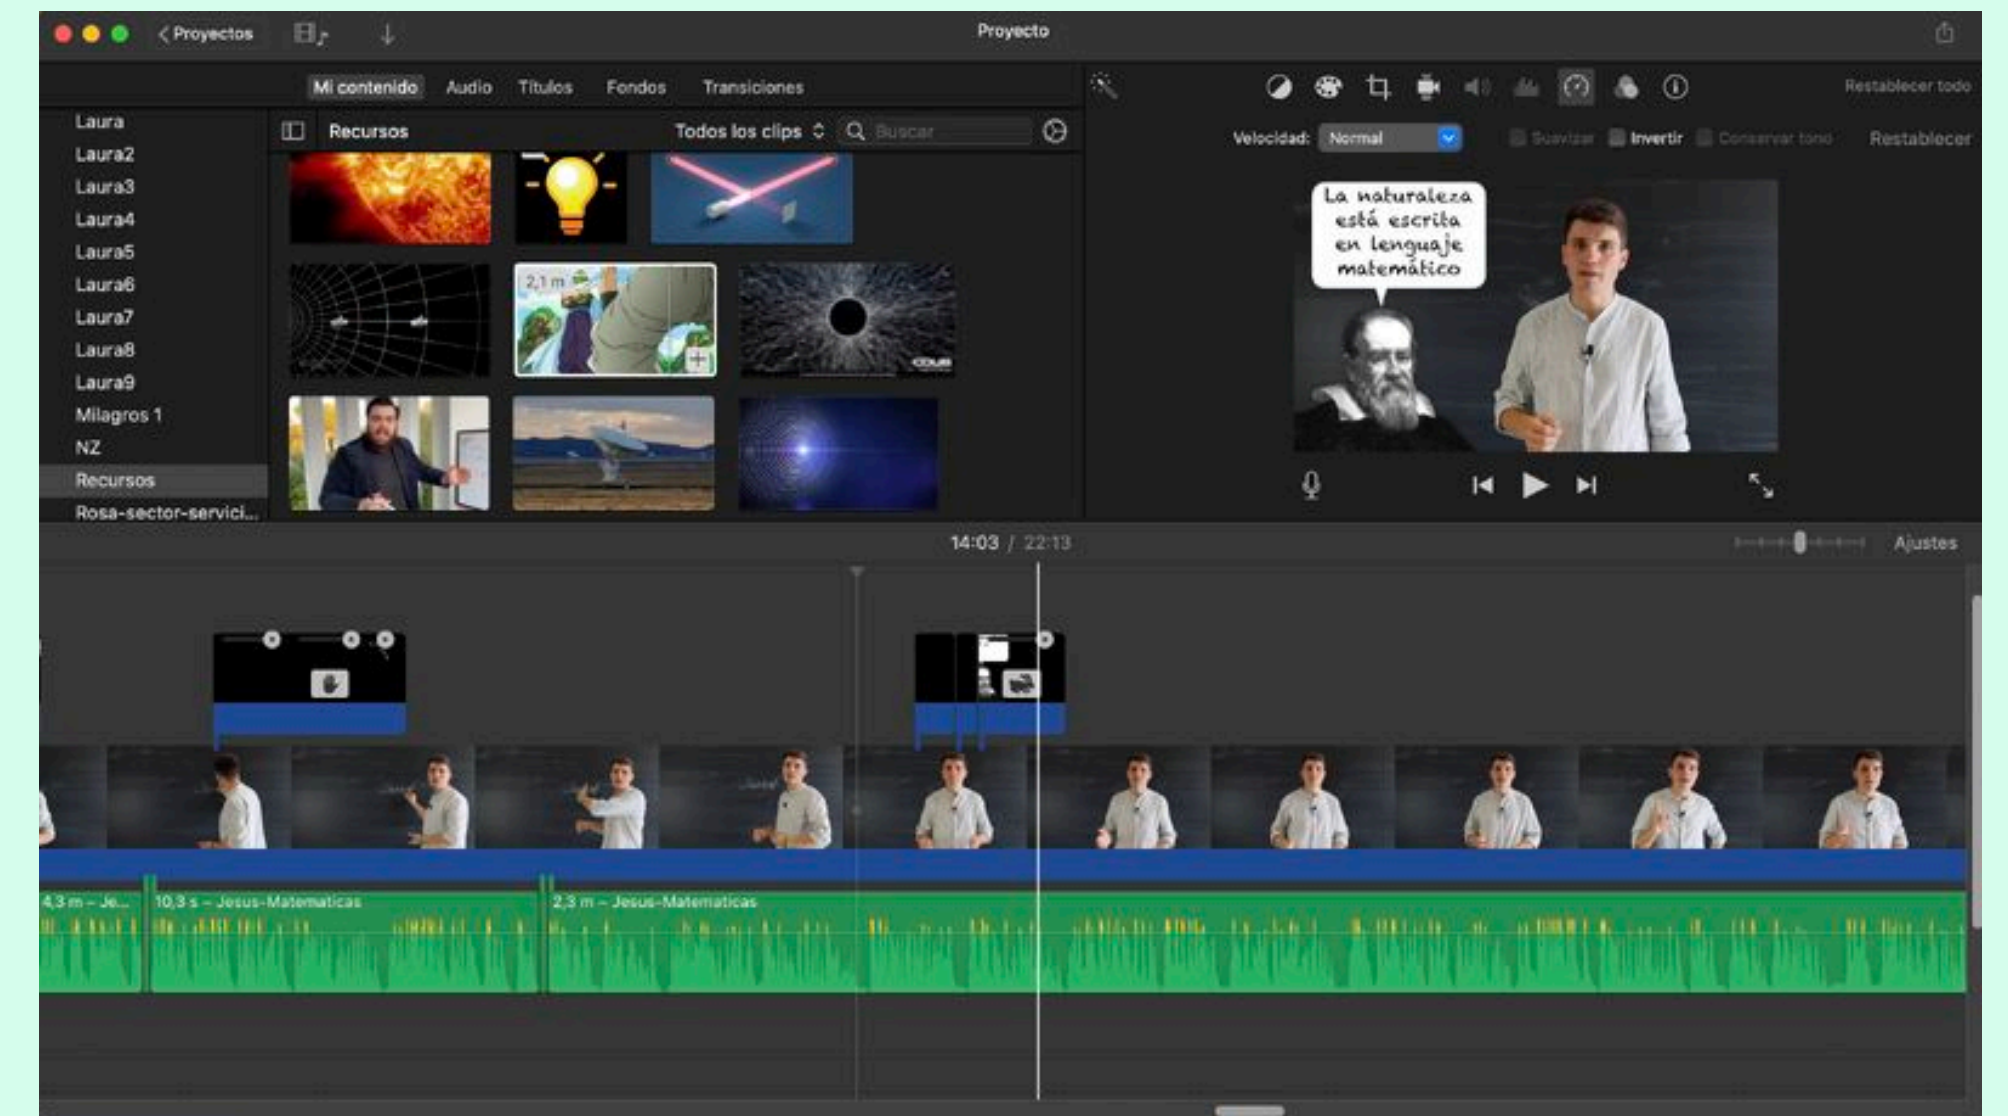 Proyectos
Proyecto
Mi contenido Audio Títulos Fondos Transiciones
Restablecer todo
Laura
Laura2
Laura3
Laura4
Laura5
Laura6
Laura7
Laura8
Laura9
Milagros 1
NZ
Recursos
Rosa-sector-servici...
Recursos Todos los clips Buscar
2,1 m
Velocidad: Normal Suavizar Invertir Conservar tono Restablecer
La naturaleza
está escrita
en lenguaje
matemático
14:03 / 22:13 Ajustes
4,3 m – Je... 10,3 s – Jesus-Matematicas 2,3 m – Jesus-Matematicas